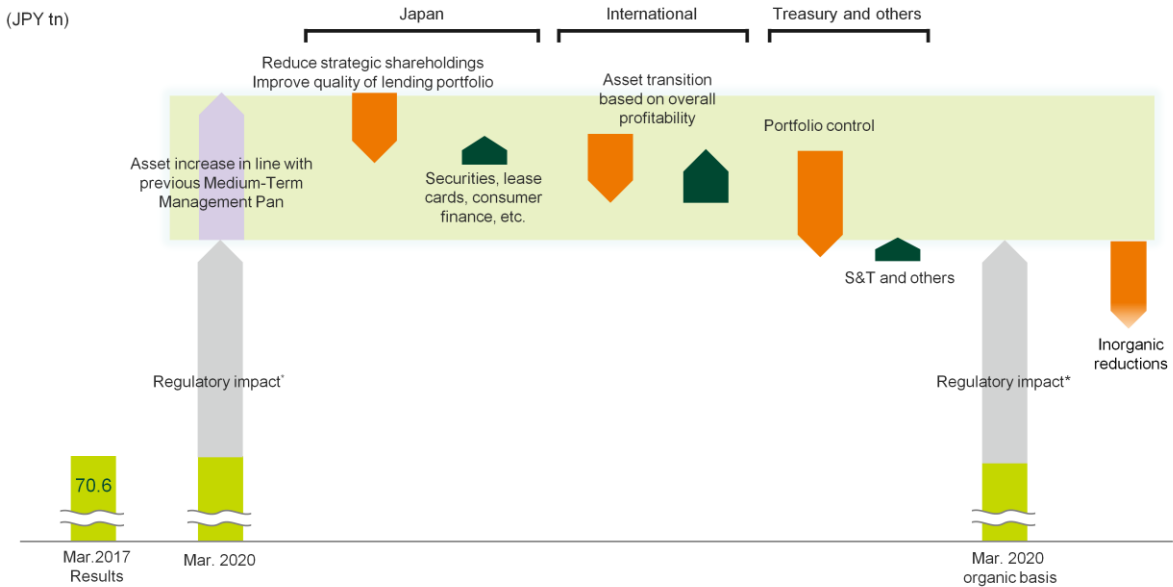 (JPY tn)
Japan
International
Treasury and others
Reduce strategic shareholdings
Improve quality of lending portfolio
Asset transition
based on overall
profitability
Portfolio control
Asset increase in line with
previous Medium-Term
Management Pan
Securities, lease
cards, consumer
finance, etc.
S&T and others
Inorganic
reductions
Regulatory impact*
Regulatory impact*
70.6
Mar.2017
Results
Mar. 2020
Mar. 2020
organic basis